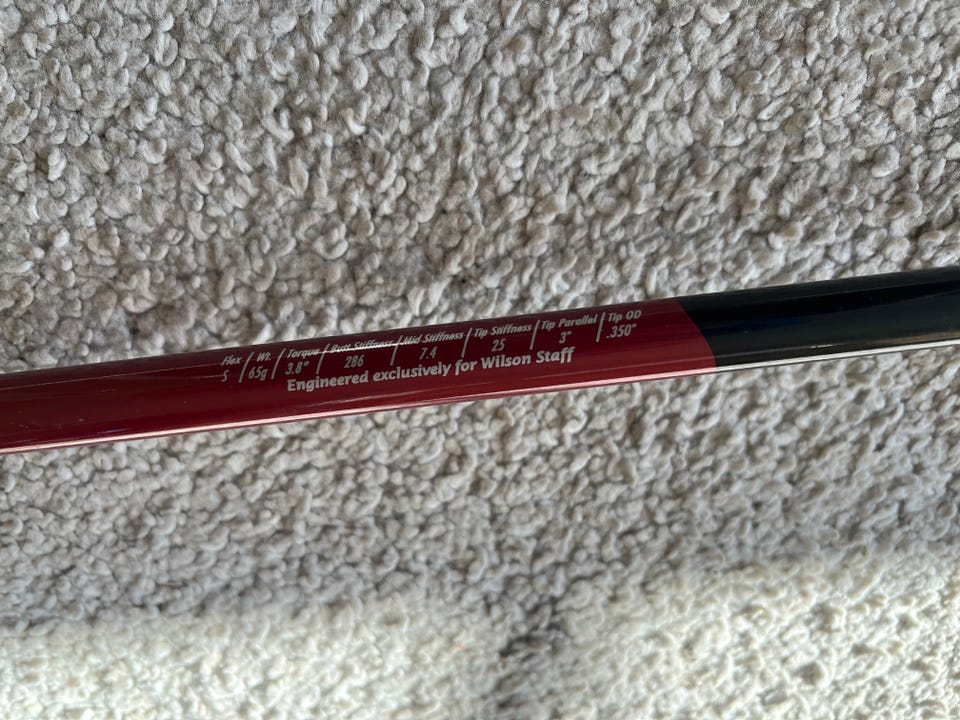 Flex / Wt. / Torque / Butt Stiffness / Mid Stiffness / Tip Stiffness / Tip Parallel / Tip OD
S / 65g / 3.8° / 286 / 7.4 / 25 / 3" / .350"
Engineered exclusively for Wilson Staff